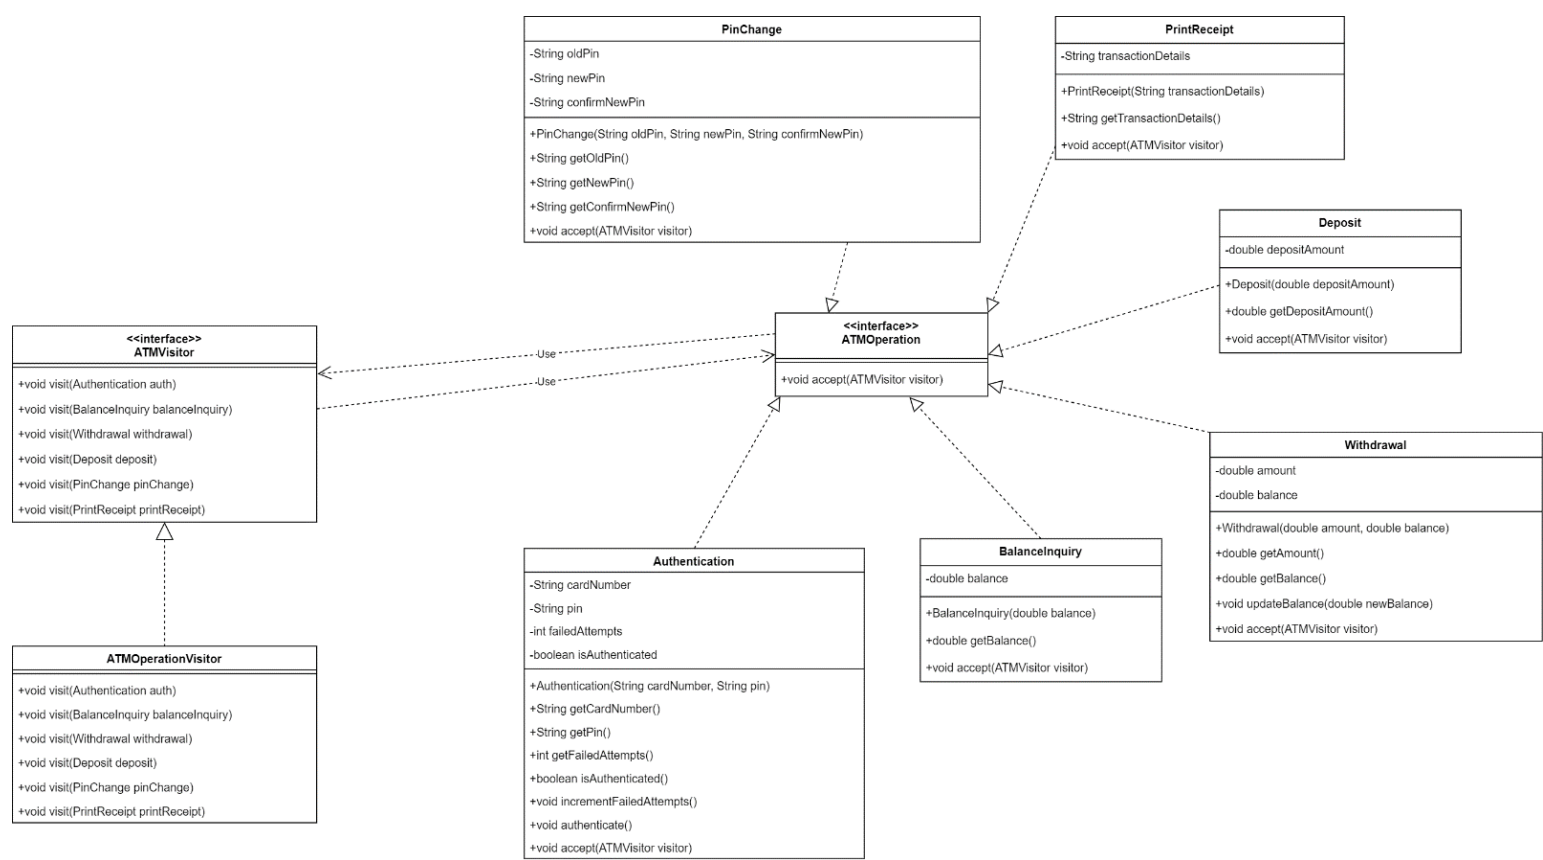 PinChange
-String oldPin
-String newPin
-String confirmNewPin
+PinChange(String oldPin, String newPin, String confirmNewPin)
+String getOldPin()
+String getNewPin()
+String getConfirmNewPin()
+void accept(ATMVisitor visitor)
PrintReceipt
-String transactionDetails
+PrintReceipt(String transactionDetails)
+String getTransactionDetails()
+void accept(ATMVisitor visitor)
Deposit
-double depositAmount
+Deposit(double depositAmount)
+double getDepositAmount()
+void accept(ATMVisitor visitor)
<<interface>>
ATMVisitor
+void visit(Authentication auth)
+void visit(BalanceInquiry balanceInquiry)
+void visit(Withdrawal withdrawal)
+void visit(Deposit deposit)
+void visit(PinChange pinChange)
+void visit(PrintReceipt printReceipt)
Use
Use
<<interface>>
ATMOperation
+void accept(ATMVisitor visitor)
Withdrawal
-double amount
-double balance
+Withdrawal(double amount, double balance)
+double getAmount()
+double getBalance()
+void updateBalance(double newBalance)
+void accept(ATMVisitor visitor)
ATMOperationVisitor
+void visit(Authentication auth)
+void visit(BalanceInquiry balanceInquiry)
+void visit(Withdrawal withdrawal)
+void visit(Deposit deposit)
+void visit(PinChange pinChange)
+void visit(PrintReceipt printReceipt)
Authentication
-String cardNumber
-String pin
-int failedAttempts
-boolean isAuthenticated
+Authentication(String cardNumber, String pin)
+String getCardNumber()
+String getPin()
+int getFailedAttempts()
+boolean isAuthenticated()
+void incrementFailedAttempts()
+void authenticate()
+void accept(ATMVisitor visitor)
BalanceInquiry
-double balance
+BalanceInquiry(double balance)
+double getBalance()
+void accept(ATMVisitor visitor)